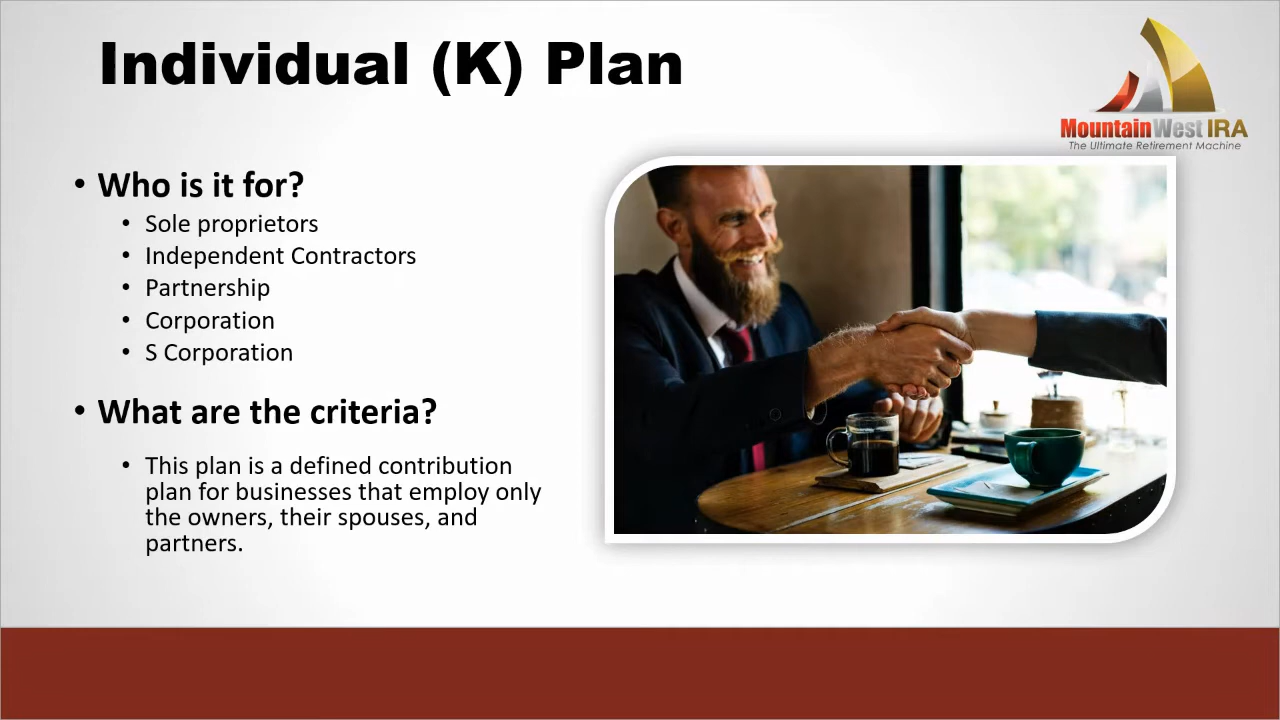 Individual (K) Plan
MountainWest IRA
The Ultimate Retirement Machine
• Who is it for?
• Sole proprietors
• Independent Contractors
• Partnership
• Corporation
• S Corporation
• What are the criteria?
• This plan is a defined contribution
plan for businesses that employ only
the owners, their spouses, and
partners.